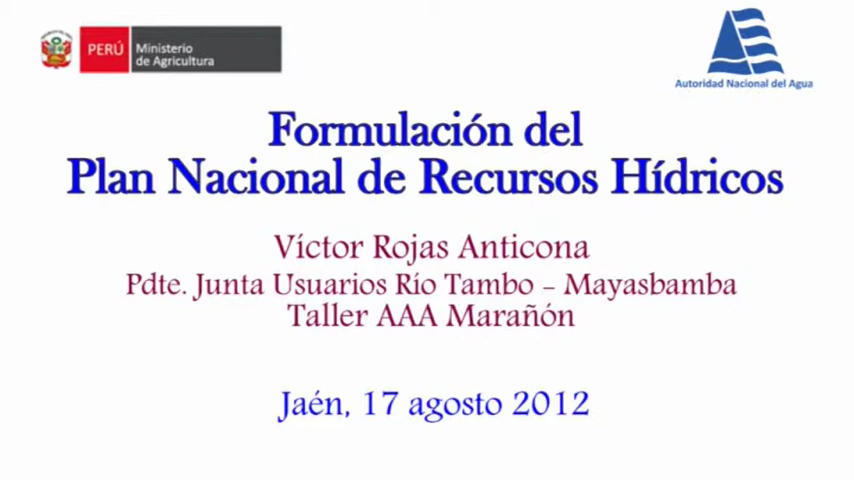 PERÚ
Ministerio
de Agricultura
Autoridad Nacional del Agua
Formulación del
Plan Nacional de Recursos Hídricos
Víctor Rojas Anticona
Pdte. Junta Usuarios Río Tambo - Mayasbamba
Taller AAA Marañón
Jaén, 17 agosto 2012